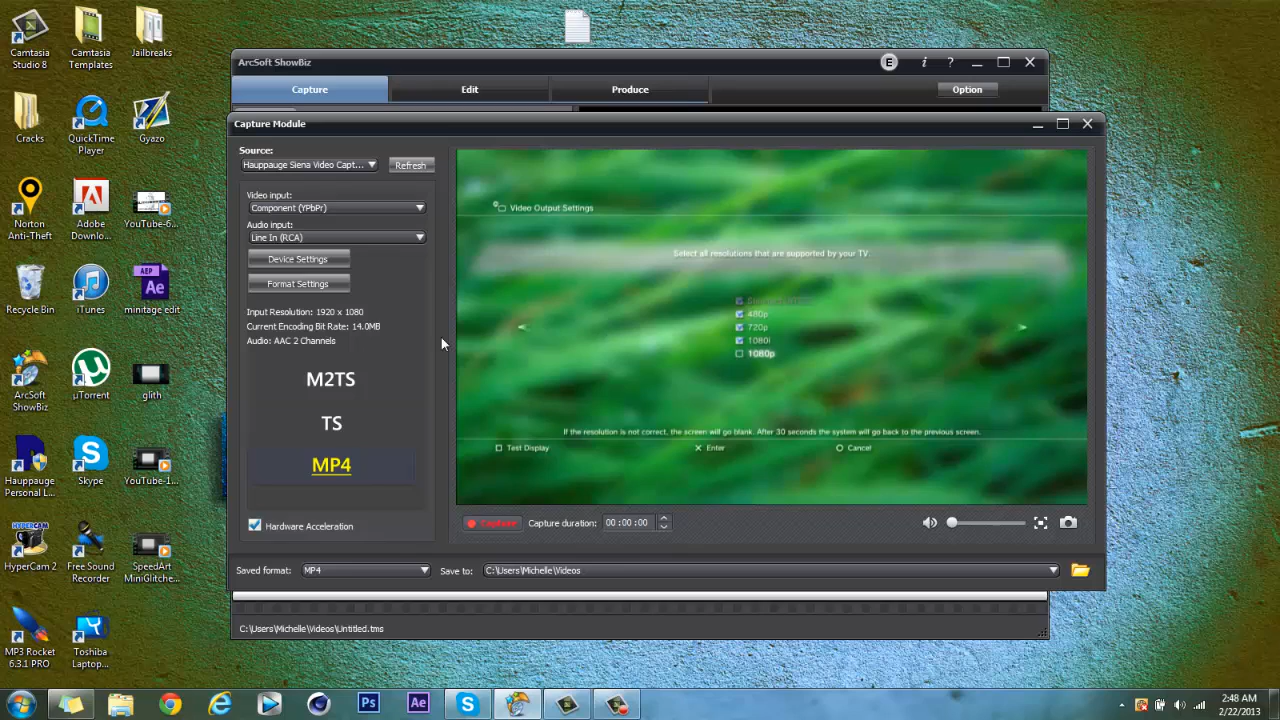 Camtasia Studio 8
Camtasia Templates
Jailbreaks
Cracks
QuickTime Player
Gyazo
Norton Anti-Theft
Adobe Downlo...
YouTube-6...
Recycle Bin
iTunes
minitage edit
ArcSoft ShowBiz
µTorrent
glith
Hauppauge Personal L...
Skype
YouTube-1...
HyperCam 2
Free Sound Recorder
SpeedArt MiniGlitche...
MP3 Rocket 6.3.1 PRO
Toshiba Laptop...
ArcSoft ShowBiz
E
i ?
Capture
Edit
Produce
Option
Capture Module
Source:
Hauppauge Siena Video Capt...
Refresh
Video input:
Component (YPbPr)
Audio input:
Line In (RCA)
Device Settings
Format Settings
Input Resolution: 1920 x 1080
Current Encoding Bit Rate: 14.0MB
Audio: AAC 2 Channels
M2TS
TS
MP4
Hardware Acceleration
Video Output Settings
Select all resolutions that are supported by your TV.
480p
720p
1080i
1080p
If the resolution is not correct, the screen will go blank. After 30 seconds the system will go back to the previous screen.
Test Display
Enter
Cancel
Capture
Capture duration:
00:00:00
Saved format:
MP4
Save to:
C:\Users\Michelle\Videos
C:\Users\Michelle\Videos\Untitled.tms
AEP
Ae
Ps
Ae
2:48 AM
2/22/2013